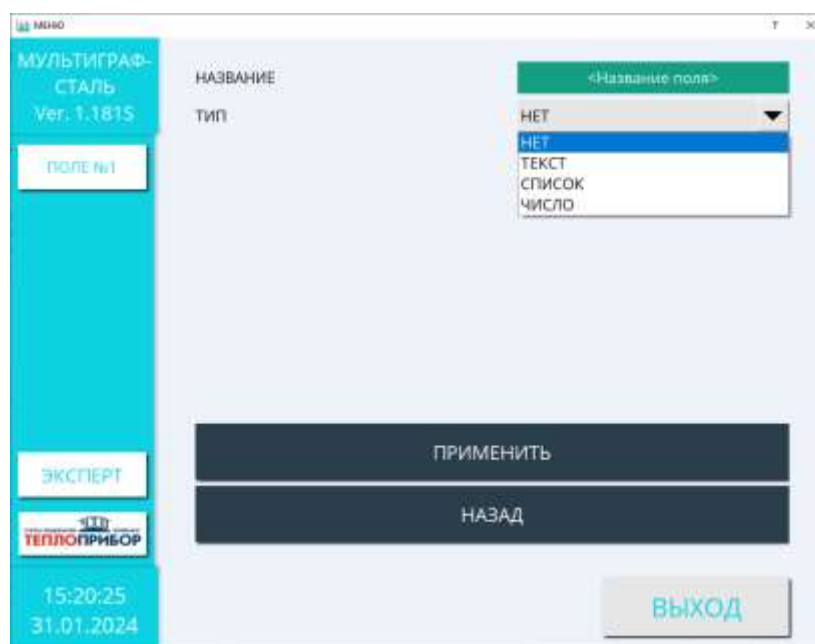 МЕНЮ
?
×
МУЛЬТИГРАФ-
СТАЛЬ
Ver. 1.1815
НАЗВАНИЕ
<Название поля>
ТИП
НЕТ
НЕТ
ТЕКСТ
СПИСОК
ЧИСЛО
ПОЛЕ №1
ПРИМЕНИТЬ
НАЗАД
ЭКСПЕРТ
ТЕПЛОПРИБОР
15:20:25
31.01.2024
ВЫХОД